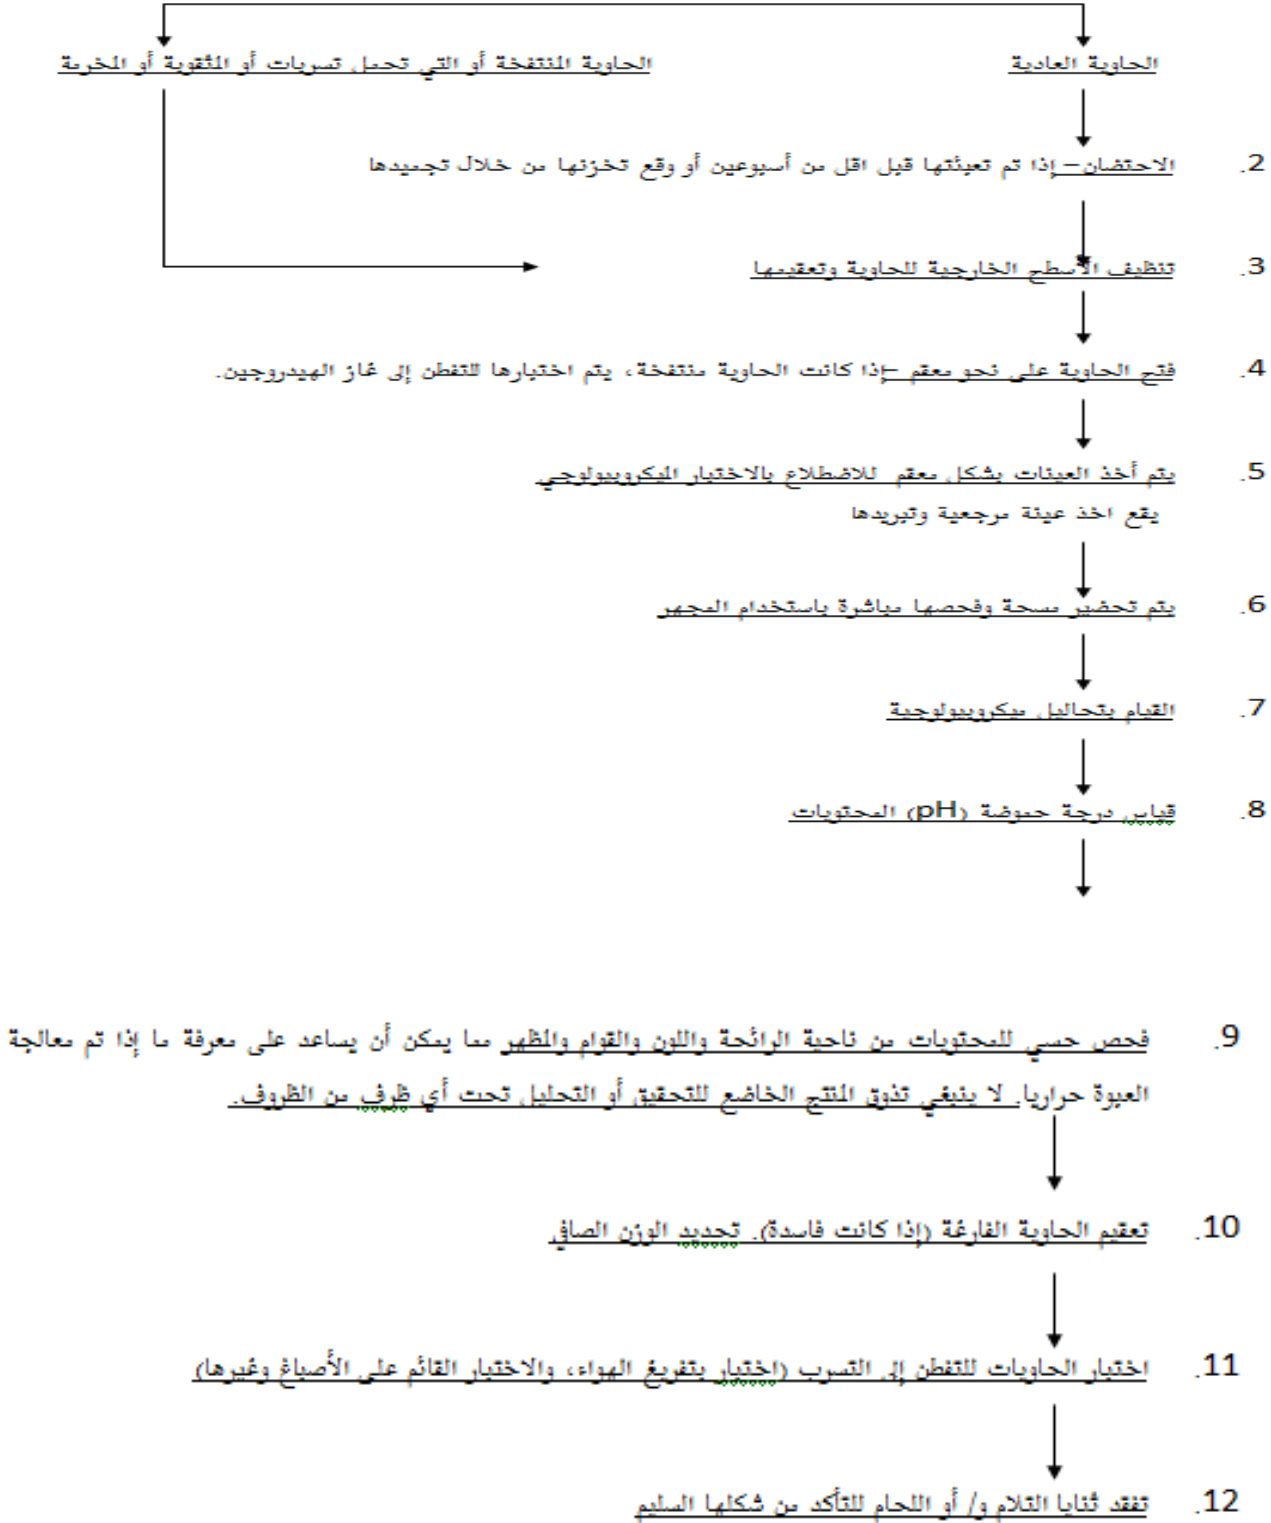 الحاوية العادية
الحاوية المنتفخة أو التي تحمل تسربات أو المثقوبة أو المخرمة
2. الاحتضان– إذا تم تعبئتها قبل اقل من أسبوعين أو وقع تخزنها من خلال تجميدها
3. تنظيف الأسطح الخارجية للحاوية وتعقيمها
4. فتح الحاوية على نحو معقم –إذا كانت الحاوية منتفخة، يتم اختبارها للتفطن إلى غاز الهيدروجين.
5. يتم أخذ العينات بشكل معقم للاضطلاع بالاختبار الميكروبيولوجي
يقع اخذ عينة مرجعية وتبريدها
6. يتم تحضير مسحة وفحصها مباشرة باستخدام المجهر
7. القيام بتحاليل ميكروبيولوجية
8. قياس درجة حموضة (pH) المحتويات
9. فحص حسي للمحتويات من ناحية الرائحة واللون والقوام والمظهر مما يمكن أن يساعد على معرفة ما إذا تم معالجة
العبوة حراريا. لا ينبغي تذوق المنتج الخاضع للتحقيق أو التحليل تحت أي ظرف من الظروف.
10. تعقيم الحاوية الفارغة (إذا كانت فاسدة). تحديد الوزن الصافي
11. اختبار الحاويات للتفطن إلى التسرب (اختبار بتفريغ الهواء، والاختبار القائم على الأصباغ وغيرها)
12. تفقد ثنايا التلام و/ أو اللحام للتأكد من شكلها السليم